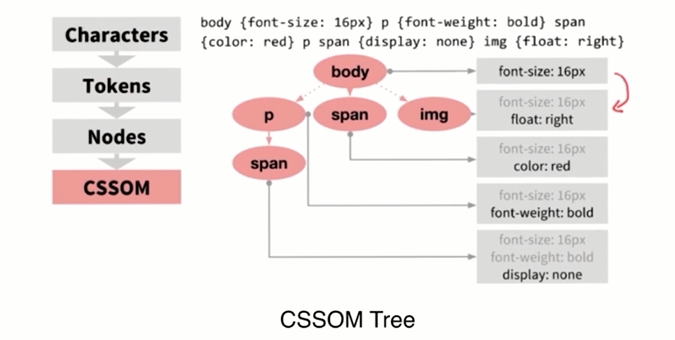 Characters
Tokens
Nodes
CSSOM
body {font-size: 16px} p {font-weight: bold} span
{color: red} p span {display: none} img {float: right}
body
p
span
img
span
font-size: 16px
font-size: 16px
float: right
font-size: 16px
color: red
font-size: 16px
font-weight: bold
font-size: 16px
font-weight: bold
display: none
CSSOM Tree